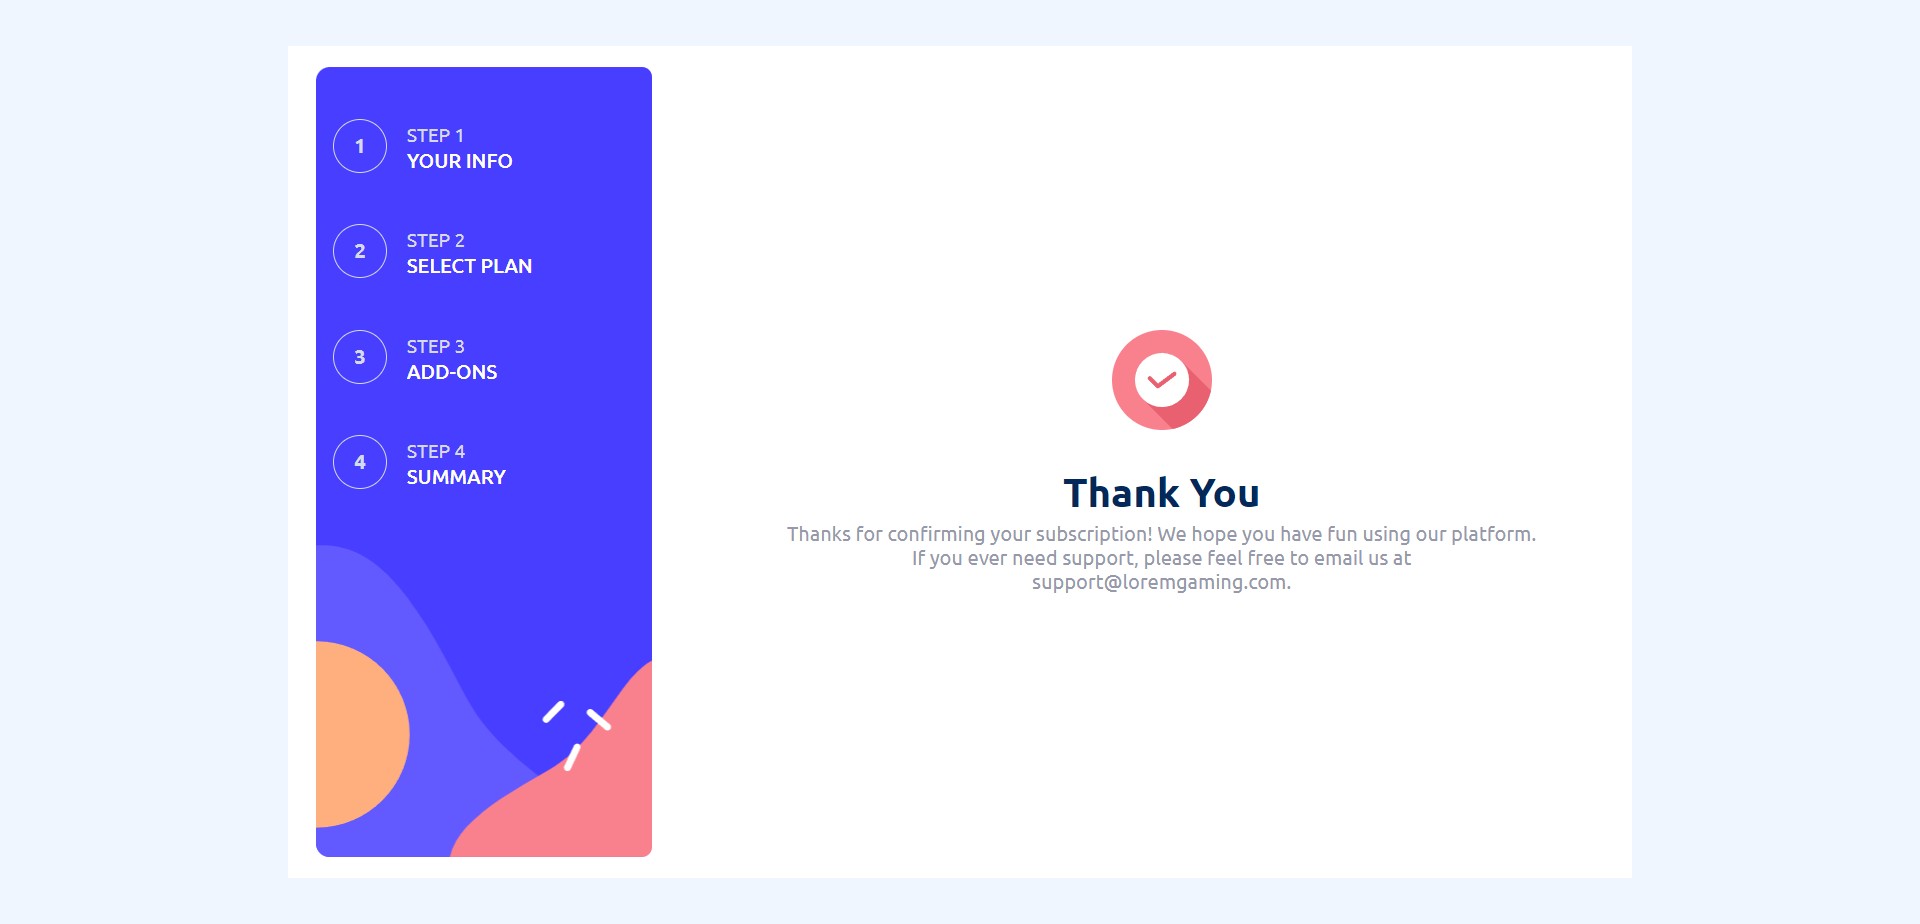 1
STEP 1
YOUR INFO
2
STEP 2
SELECT PLAN
3
STEP 3
ADD-ONS
4
STEP 4
SUMMARY
Thank You
Thanks for confirming your subscription! We hope you have fun using our platform.
If you ever need support, please feel free to email us at
support@loremgaming.com.